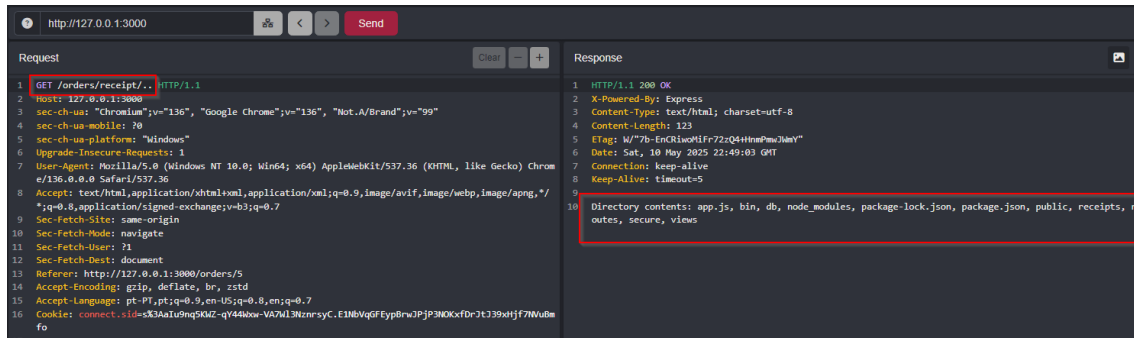 http://127.0.0.1:3000
Send
Request
Clear
Response
1 GET /orders/receipt/.. HTTP/1.1
2 Host: 127.0.0.1:3000
3 sec-ch-ua: "Chromium";v="136", "Google Chrome";v="136", "Not.A/Brand";v="99"
4 sec-ch-ua-mobile: ?0
5 sec-ch-ua-platform: "Windows"
6 Upgrade-Insecure-Requests: 1
7 User-Agent: Mozilla/5.0 (Windows NT 10.0; Win64; x64) AppleWebKit/537.36 (KHTML, like Gecko) Chrom
e/136.0.0.0 Safari/537.36
8 Accept: text/html,application/xhtml+xml,application/xml;q=0.9,image/avif,image/webp,image/apng,*/
*;q=0.8,application/signed-exchange;v=b3;q=0.7
9 Sec-Fetch-Site: same-origin
10 Sec-Fetch-Mode: navigate
11 Sec-Fetch-User: ?1
12 Sec-Fetch-Dest: document
13 Referer: http://127.0.0.1:3000/orders/5
14 Accept-Encoding: gzip, deflate, br, zstd
15 Accept-Language: pt-PT,pt;q=0.9,en-US;q=0.8,en;q=0.7
16 Cookie: connect.sid=s%3AaIu9nq5KWZ-qY44Wxw-VA7Wl3NznrsyC.E1NbVqGFEypBrwJPjP3NOKxfDrJtJ39xHjf7NVuBm
fo
1 HTTP/1.1 200 OK
2 X-Powered-By: Express
3 Content-Type: text/html; charset=utf-8
4 Content-Length: 123
5 ETag: W/"7b-EnCRiwoMiFr72zQ4+HnmPmwJWmY"
6 Date: Sat, 10 May 2025 22:49:03 GMT
7 Connection: keep-alive
8 Keep-Alive: timeout=5
9
10 Directory contents: app.js, bin, db, node_modules, package-lock.json, package.json, public, receipts, r
outes, secure, views